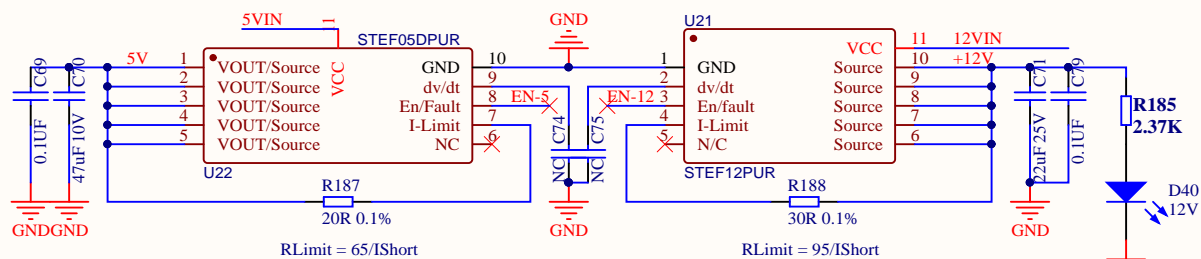 5VIN
1
STEF05DPUR
5V
1 VOUT/Source
2 VOUT/Source
3 VOUT/Source
4 VOUT/Source
5 VOUT/Source
VCC
GND 10
dv/dt 9
En/Fault 8
I-Limit 7
NC 6
U22
C69
0.1UF
C70
47uF 10V
GND
GND
R187
20R 0.1%
RLimit = 65/IShort
GND
EN-5
EN-12
C74
NC
C75
NC
GND
U21
1 GND
2 dv/dt
3 En/fault
4 I-Limit
5 N/C
VCC 11
Source 10
Source 9
Source 8
Source 7
Source 6
STEF12PUR
12VIN
+12V
R188
30R 0.1%
RLimit = 95/IShort
C71
22uF 25V
C79
0.1UF
GND
R185
2.37K
D40
12V